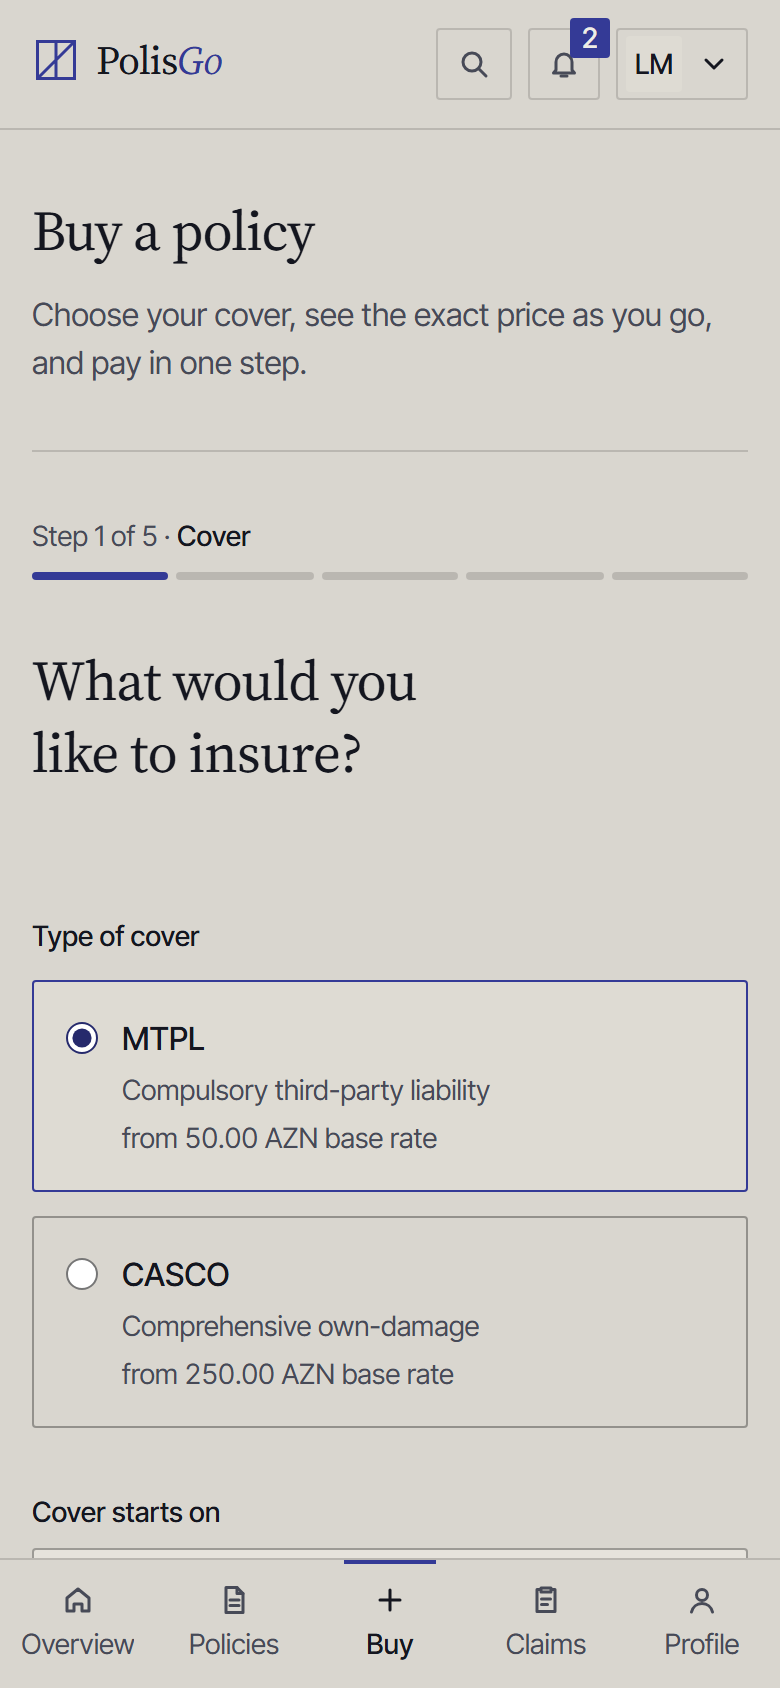 PolisGo
2
LM
Buy a policy
Choose your cover, see the exact price as you go,
and pay in one step.
Step 1 of 5 · Cover
What would you
like to insure?
Type of cover
MTPL
Compulsory third-party liability
from 50.00 AZN base rate
CASCO
Comprehensive own-damage
from 250.00 AZN base rate
Cover starts on
Overview
Policies
Buy
Claims
Profile